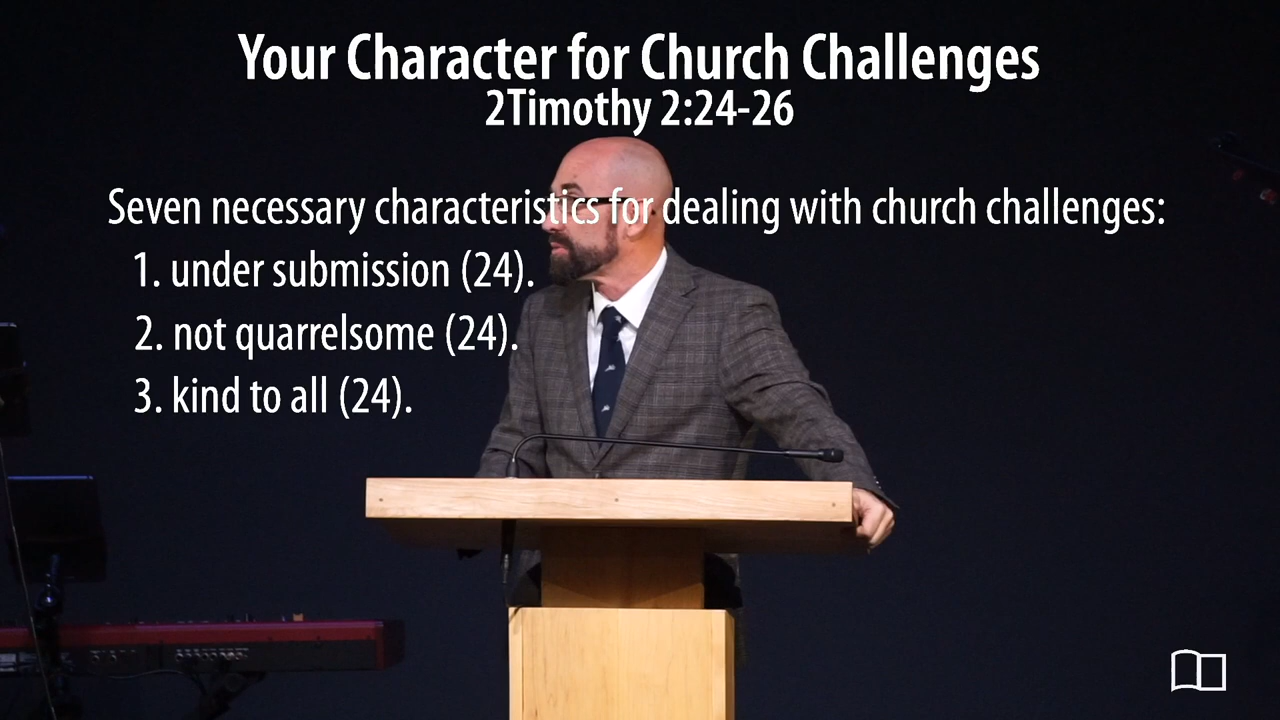 Your Character for Church Challenges
2Timothy 2:24-26
Seven necessary characteristics for dealing with church challenges:
1. under submission (24).
2. not quarrelsome (24).
3. kind to all (24).